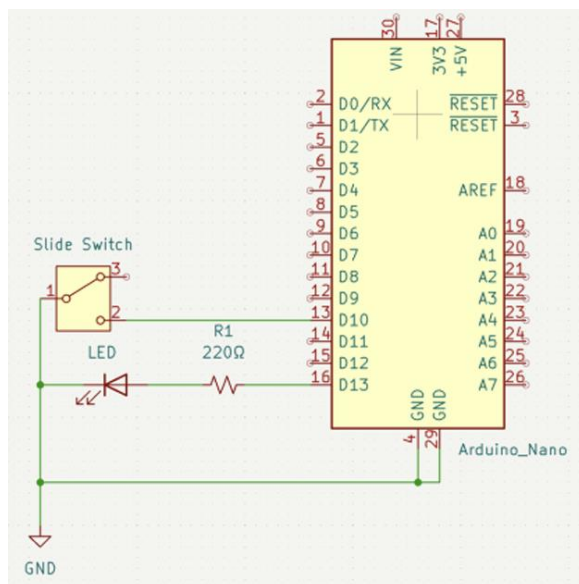 30
17
27
VIN
3V3
+5V
2 D0/RX RESET 28
1 D1/TX RESET 3
5 D2
6 D3
7 D4 AREF 18
8 D5
9 D6 A0 19
10 D7 A1 20
11 D8 A2 21
12 D9 A3 22
13 D10 A4 23
14 D11 A5 24
15 D12 A6 25
16 D13 A7 26
GND
GND
4
29
Arduino_Nano
Slide Switch
3
1
2
LED
R1
220Ω
GND